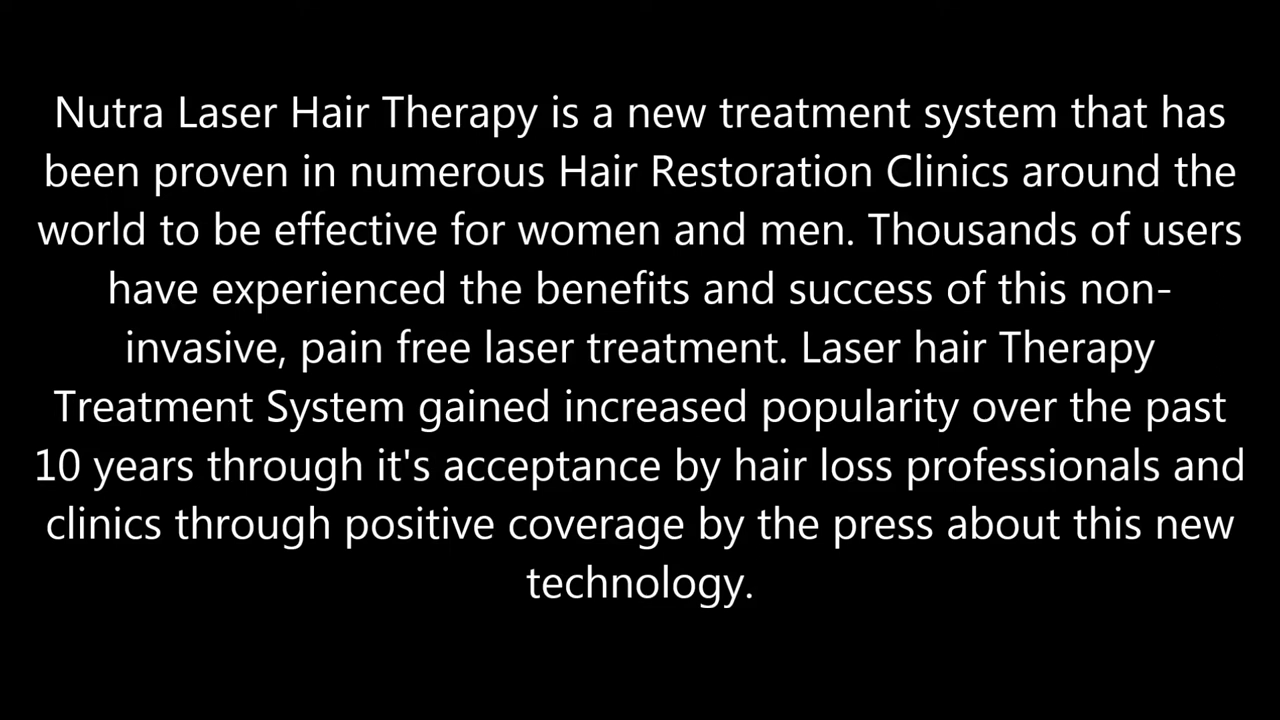 Nutra Laser Hair Therapy is a new treatment system that has
been proven in numerous Hair Restoration Clinics around the
world to be effective for women and men. Thousands of users
have experienced the benefits and success of this non-
invasive, pain free laser treatment. Laser hair Therapy
Treatment System gained increased popularity over the past
10 years through it's acceptance by hair loss professionals and
clinics through positive coverage by the press about this new
technology.